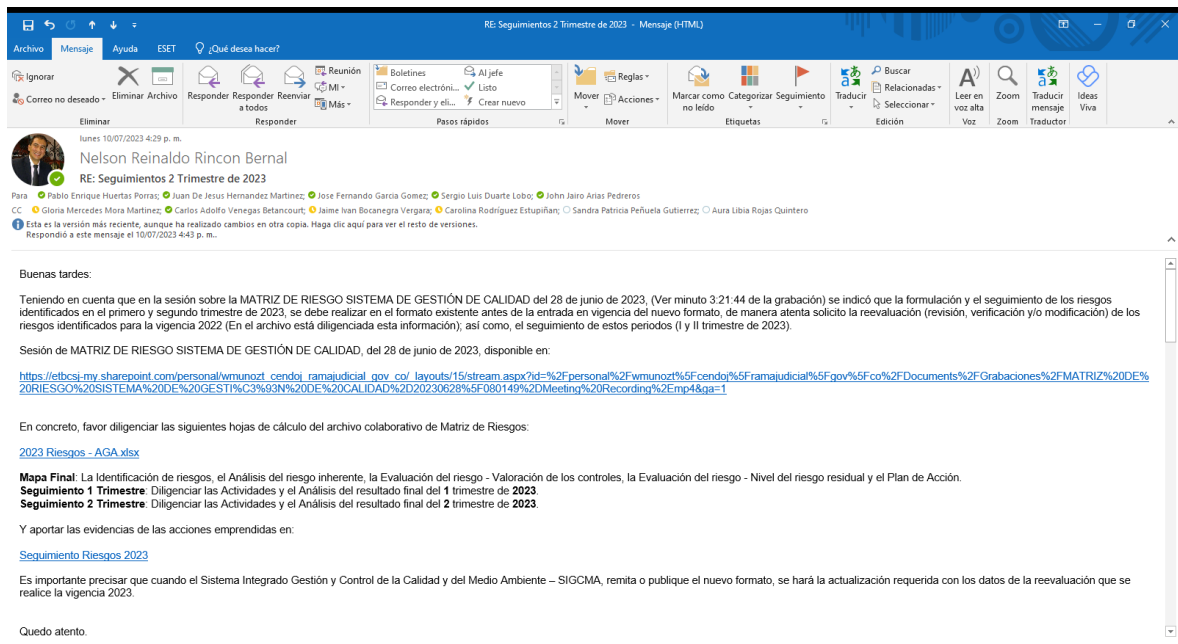 RE: Seguimientos 2 Trimestre de 2023 - Mensaje (HTML)
Archivo Mensaje Ayuda ESET ¿Qué desea hacer?
Ignorar
Correo no deseado
Eliminar Archivo
Eliminar
Responder Responder a todos Reenviar
Reunión
MI
Más
Responder
Boletines
Correo electróni...
Responder y eli...
Al jefe
Listo
Crear nuevo
Pasos rápidos
Mover
Reglas
Acciones
Mover
Marcar como no leído
Categorizar Seguimiento
Etiquetas
Traducir
Buscar
Relacionadas
Seleccionar
Edición
Leer en voz alta
Voz
Zoom
Zoom
Traducir mensaje
Traductor
Ideas
Viva
lunes 10/07/2023 4:29 p. m.
Nelson Reinaldo Rincon Bernal
RE: Seguimientos 2 Trimestre de 2023
Para Pablo Enrique Huertas Porras; Juan De Jesus Hernandez Martinez; Jose Fernando Garcia Gomez; Sergio Luis Duarte Lobo; John Jairo Arias Pedreros
CC Gloria Mercedes Mora Martinez; Carlos Adolfo Venegas Betancourt; Jaime Ivan Bocanegra Vergara; Carolina Rodríguez Estupiñan; Sandra Patricia Peñuela Gutierrez; Aura Libia Rojas Quintero
Esta es la versión más reciente, aunque ha realizado cambios en otra copia. Haga clic aquí para ver el resto de versiones.
Respondió a este mensaje el 10/07/2023 4:43 p. m..
Buenas tardes:
Teniendo en cuenta que en la sesión sobre la MATRIZ DE RIESGO SISTEMA DE GESTIÓN DE CALIDAD del 28 de junio de 2023, (Ver minuto 3:21:44 de la grabación) se indicó que la formulación y el seguimiento de los riesgos
identificados en el primero y segundo trimestre de 2023, se debe realizar en el formato existente antes de la entrada en vigencia del nuevo formato, de manera atenta solicito la reevaluación (revisión, verificación y/o modificación) de los
riesgos identificados para la vigencia 2022 (En el archivo está diligenciada esta información); así como, el seguimiento de estos periodos (I y II trimestre de 2023).
Sesión de MATRIZ DE RIESGO SISTEMA DE GESTIÓN DE CALIDAD, del 28 de junio de 2023, disponible en:
https://etbcsj-my.sharepoint.com/personal/wmunozt_cendoj_ramajudicial_gov_co/_layouts/15/stream.aspx?id=%2Fpersonal%2Fwmunozt%5Fcendoj%5Framajudicial%5Fgov%5Fco%2FDocuments%2FGrabaciones%2FMATRIZ%20DE%
20RIESGO%20SISTEMA%20DE%20GESTI%C3%93N%20DE%20CALIDAD%2D20230628%5F080149%2DMeeting%20Recording%2Emp4&ga=1
En concreto, favor diligenciar las siguientes hojas de cálculo del archivo colaborativo de Matriz de Riesgos:
2023 Riesgos - AGA.xlsx
Mapa Final: La Identificación de riesgos, el Análisis del riesgo inherente, la Evaluación del riesgo - Valoración de los controles, la Evaluación del riesgo - Nivel del riesgo residual y el Plan de Acción.
Seguimiento 1 Trimestre: Diligenciar las Actividades y el Análisis del resultado final del 1 trimestre de 2023.
Seguimiento 2 Trimestre: Diligenciar las Actividades y el Análisis del resultado final del 2 trimestre de 2023.
Y aportar las evidencias de las acciones emprendidas en:
Seguimiento Riesgos 2023
Es importante precisar que cuando el Sistema Integrado Gestión y Control de la Calidad y del Medio Ambiente – SIGCMA, remita o publique el nuevo formato, se hará la actualización requerida con los datos de la reevaluación que se
realice la vigencia 2023.
Quedo atento.